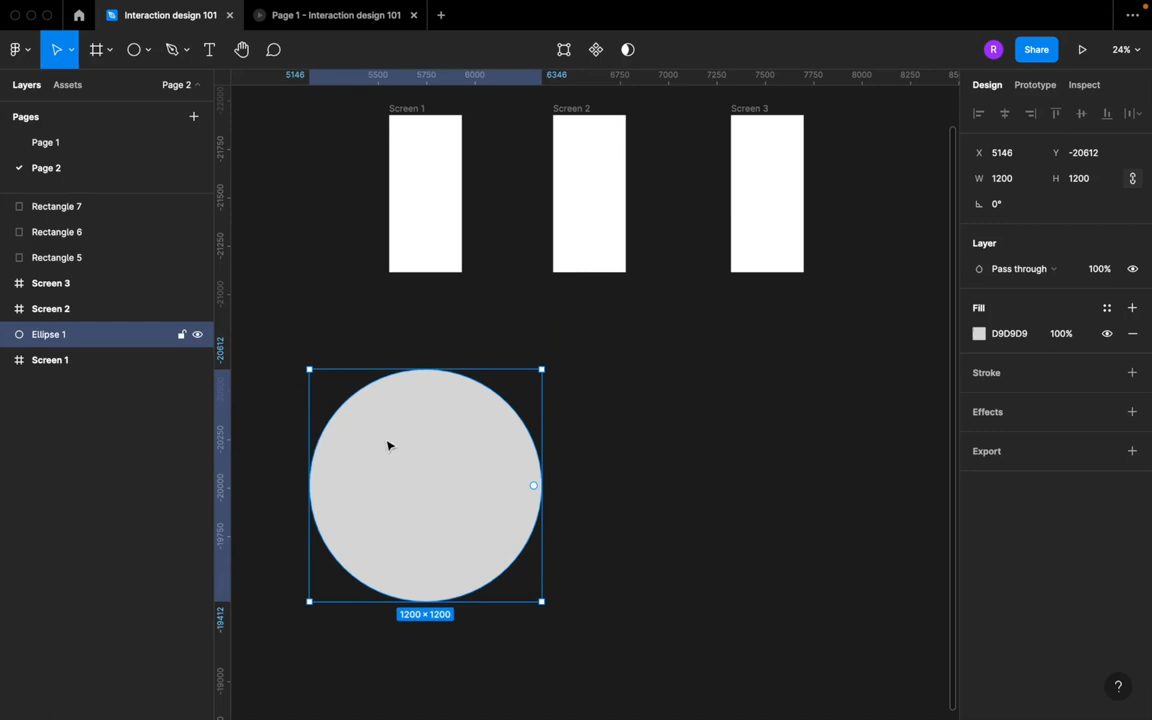 Interaction design 101
Page 1 - Interaction design 101
R
Share
24%
Layers
Assets
Page 2
5146
5500
5750
6000
6346
6750
7000
7250
7500
7750
8000
8250
Design
Prototype
Inspect
Pages
Page 1
Page 2
Rectangle 7
Rectangle 6
Rectangle 5
Screen 3
Screen 2
Ellipse 1
Screen 1
-22000
-21750
-21500
-21250
-21000
-20612
-20250
-20000
-19750
-19412
-19000
Screen 1
Screen 2
Screen 3
1200 × 1200
X 5146
Y -20612
W 1200
H 1200
0°
Layer
Pass through
100%
Fill
D9D9D9
100%
Stroke
Effects
Export
?